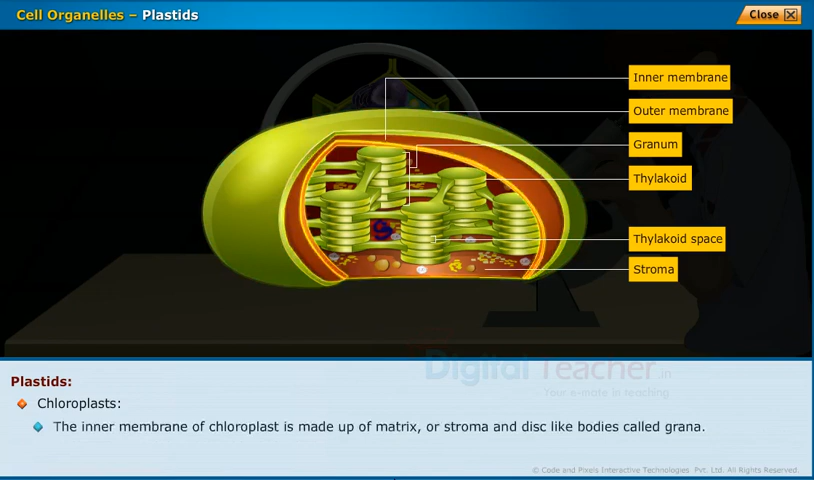 Cell Organelles – Plastids
Close
Inner membrane
Outer membrane
Granum
Thylakoid
Thylakoid space
Stroma
Digital Teacher.in
Your e-mate in teaching
Plastids:
Chloroplasts:
The inner membrane of chloroplast is made up of matrix, or stroma and disc like bodies called grana.
© Code and Pixels Interactive Technologies Pvt. Ltd. All Rights Reserved.